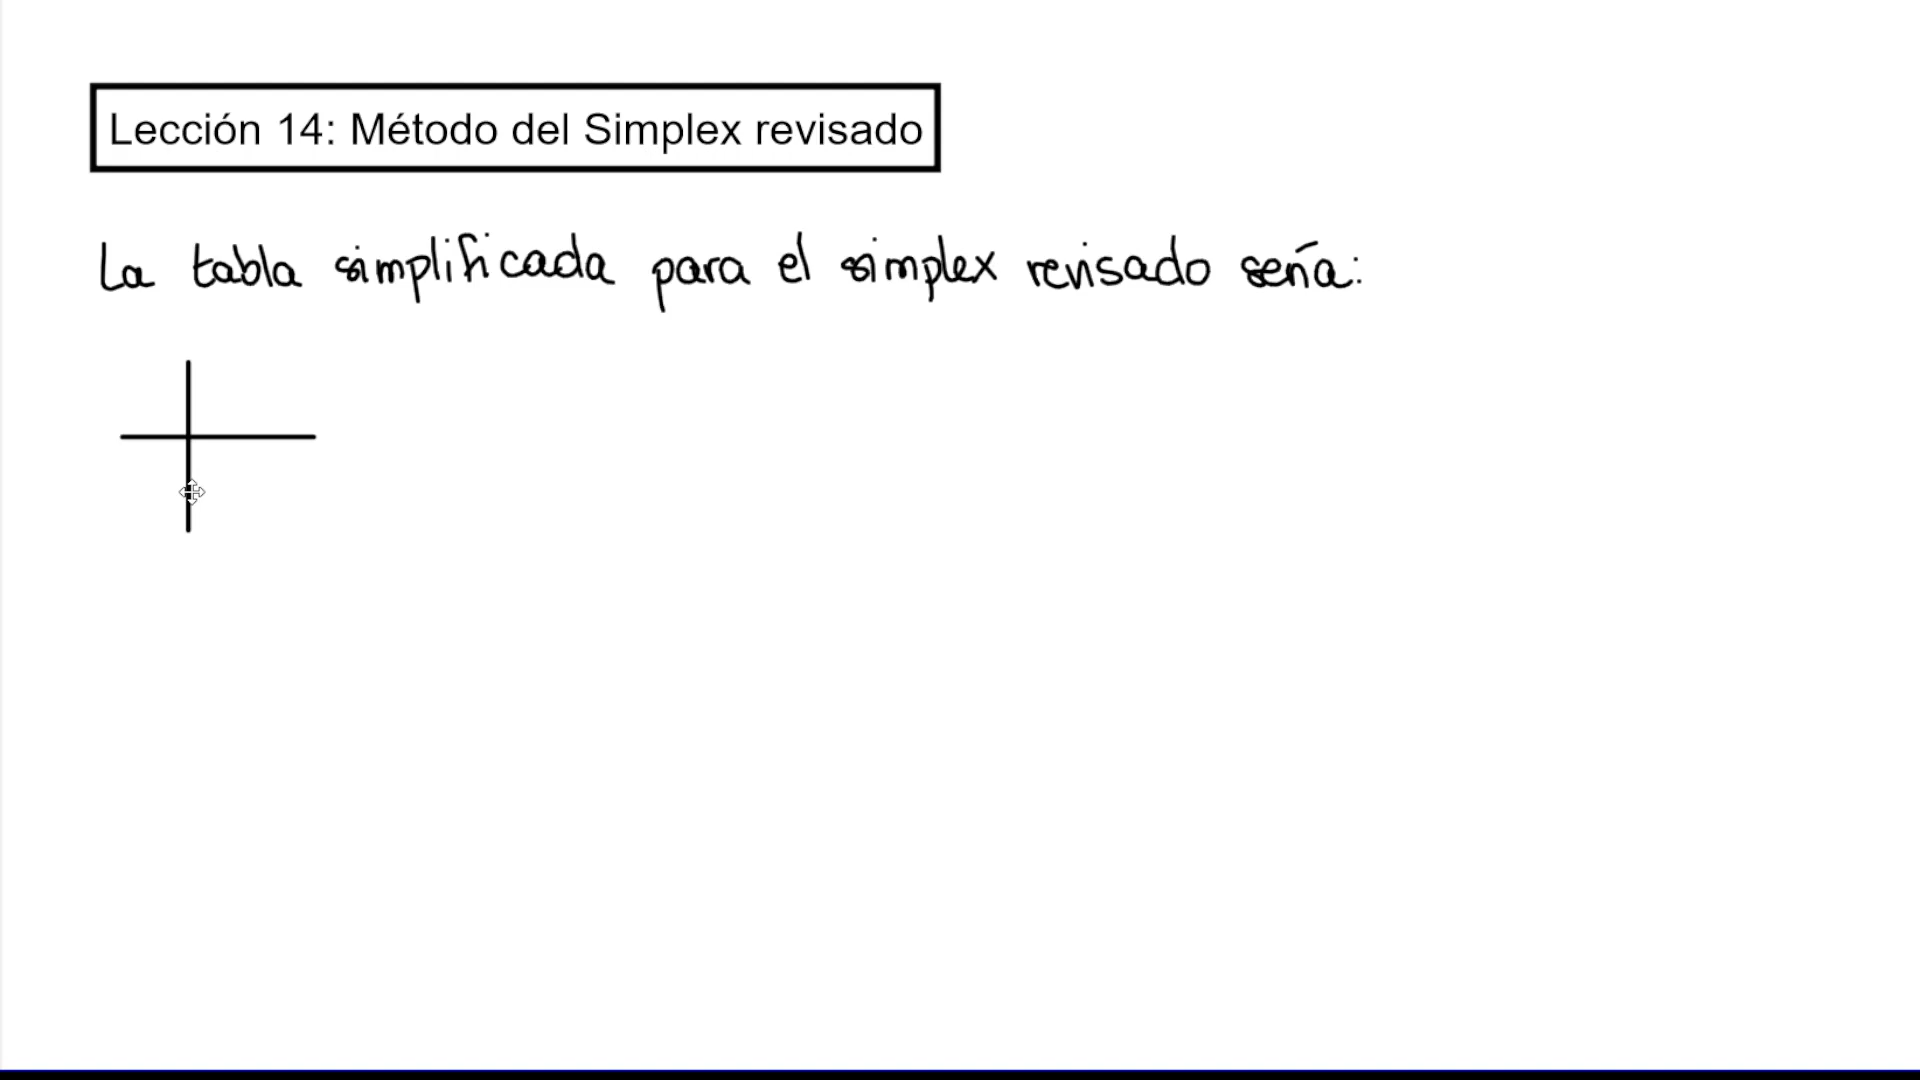 Lección 14: Método del Simplex revisado
La tabla simplificada para el simplex revisado sería: